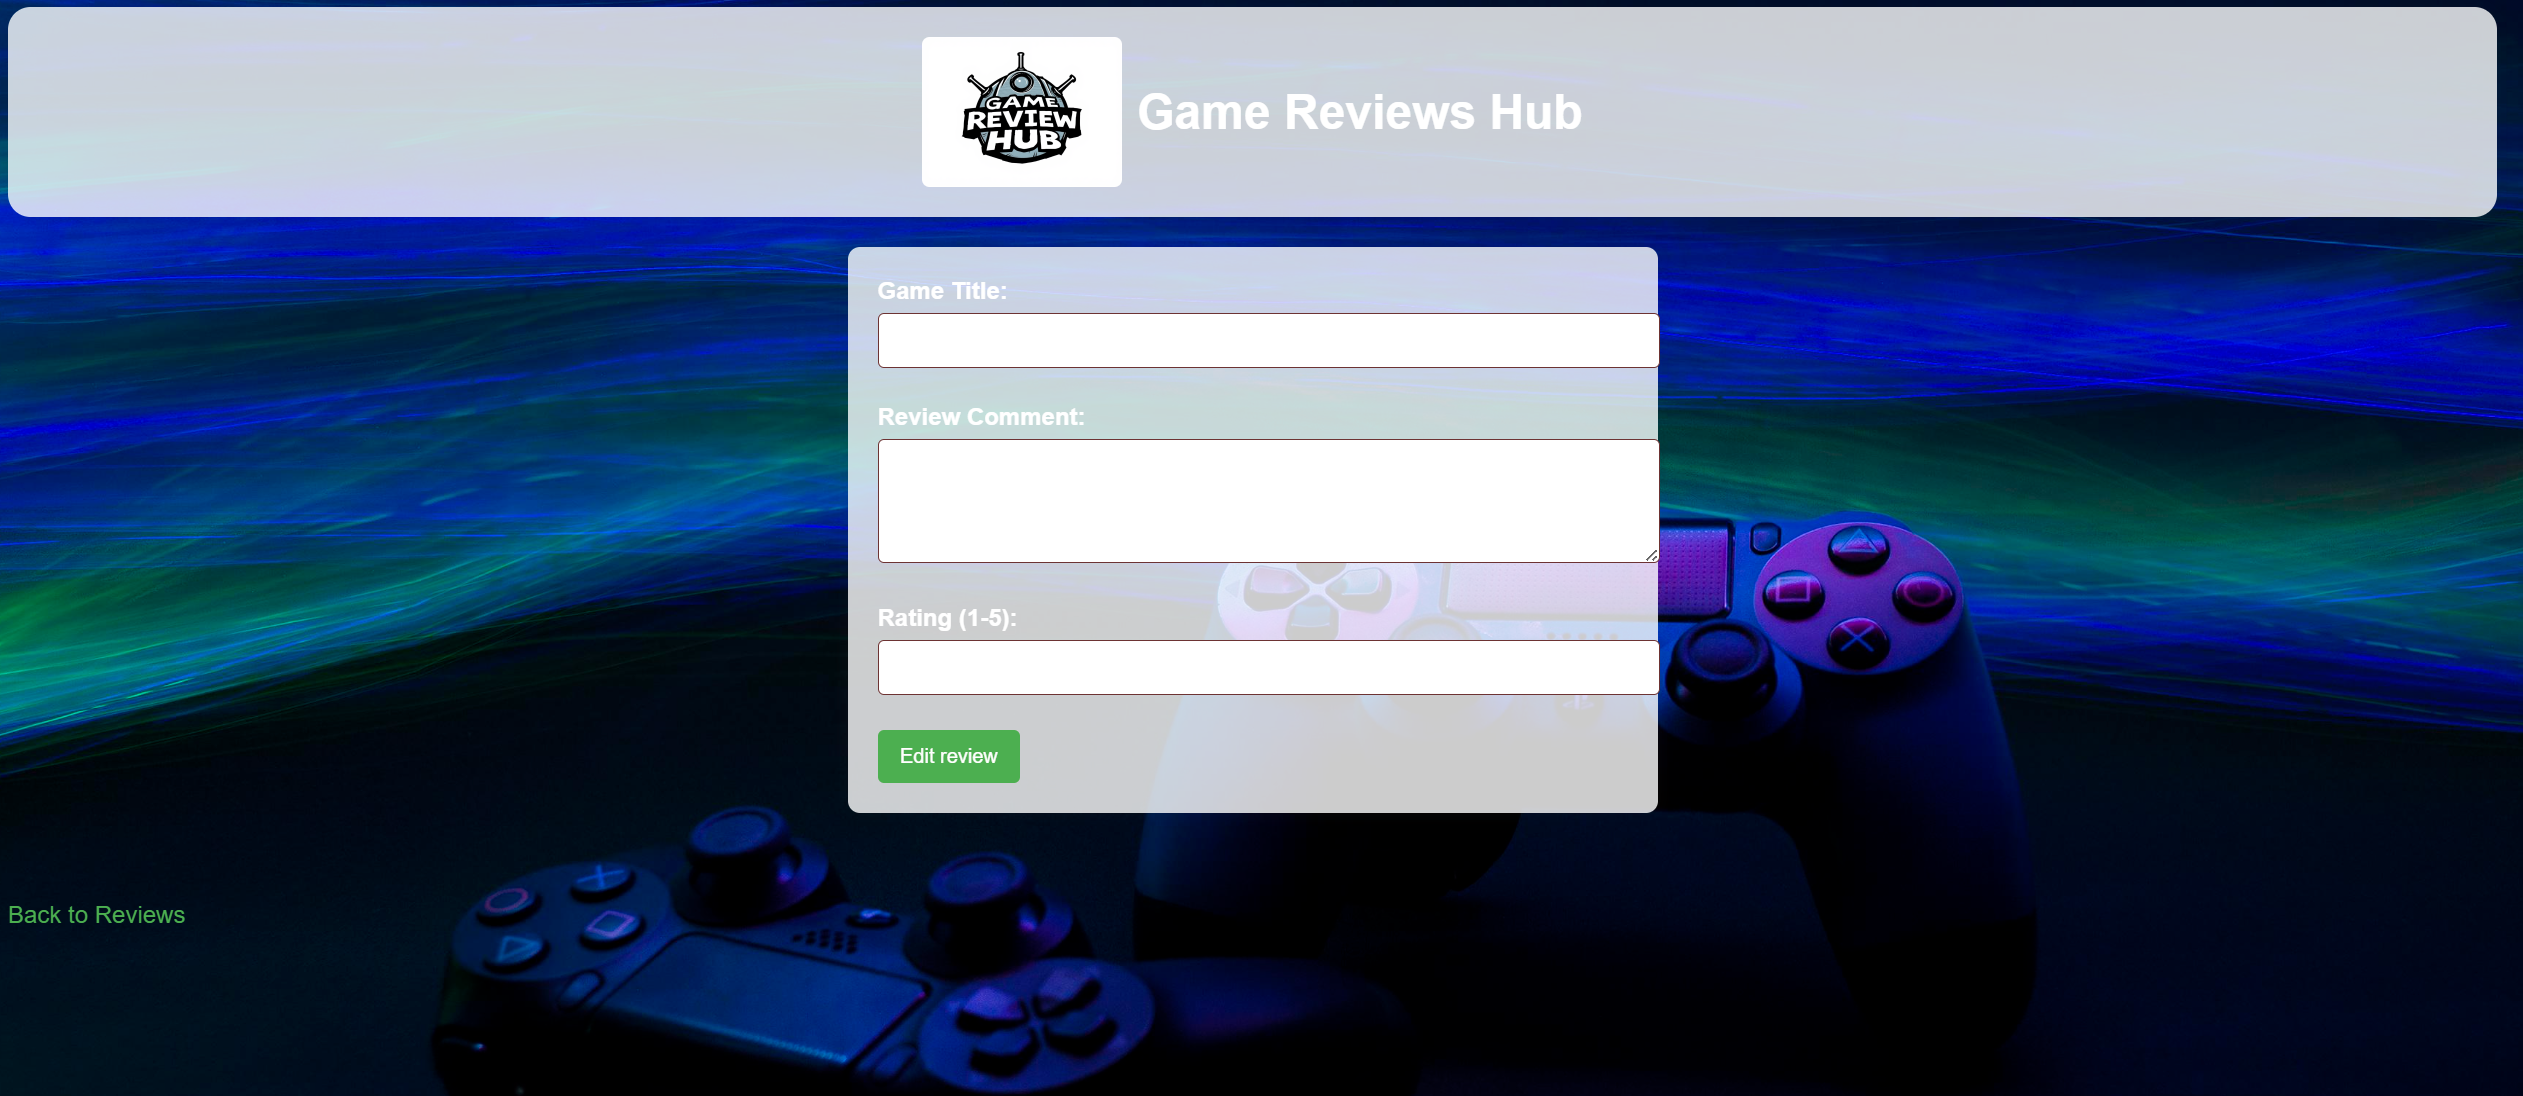 GAME
REVIEW
HUB
Game Reviews Hub
Game Title:
Review Comment:
Rating (1-5):
Edit review
Back to Reviews